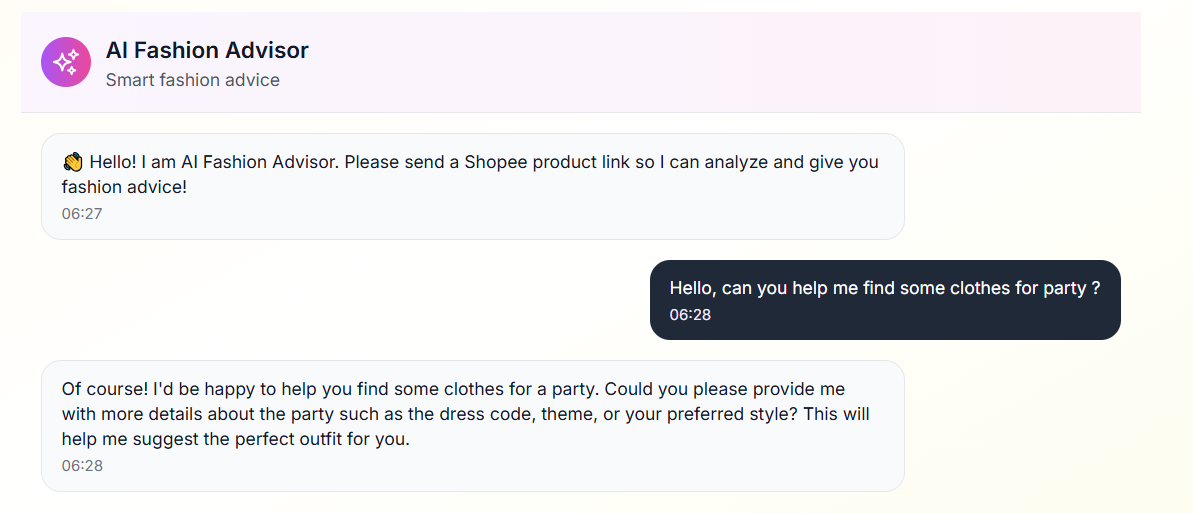 AI Fashion Advisor
Smart fashion advice
👋 Hello! I am AI Fashion Advisor. Please send a Shopee product link so I can analyze and give you
fashion advice!
06:27
Hello, can you help me find some clothes for party ?
06:28
Of course! I'd be happy to help you find some clothes for a party. Could you please provide me
with more details about the party such as the dress code, theme, or your preferred style? This will
help me suggest the perfect outfit for you.
06:28